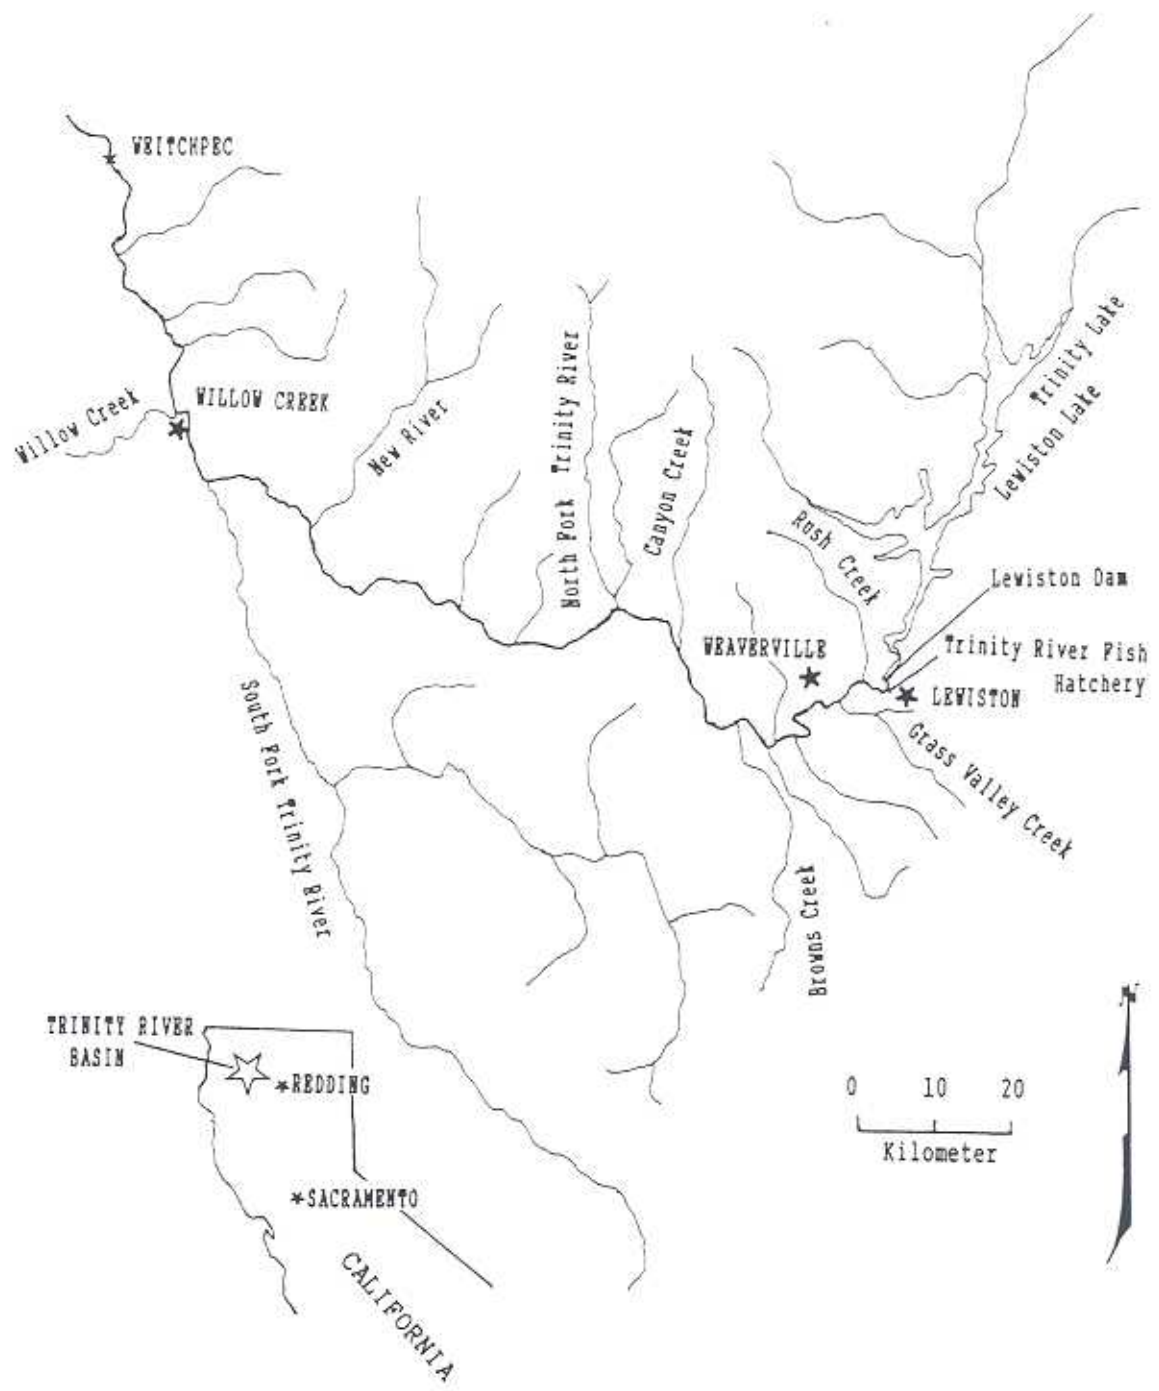 WEITCHPEC
WILLOW CREEK
Willow Creek
New River
North Fork Trinity River
Canyon Creek
Trinity Lake
Lewiston Lake
Rush Creek
Lewiston Dam
WEAVERVILLE
Trinity River Fish
Hatchery
LEWISTON
Grass Valley Creek
South Fork Trinity River
Browns Creek
N
TRINITY RIVER
BASIN
REDDING
0 10 20
Kilometer
SACRAMENTO
CALIFORNIA